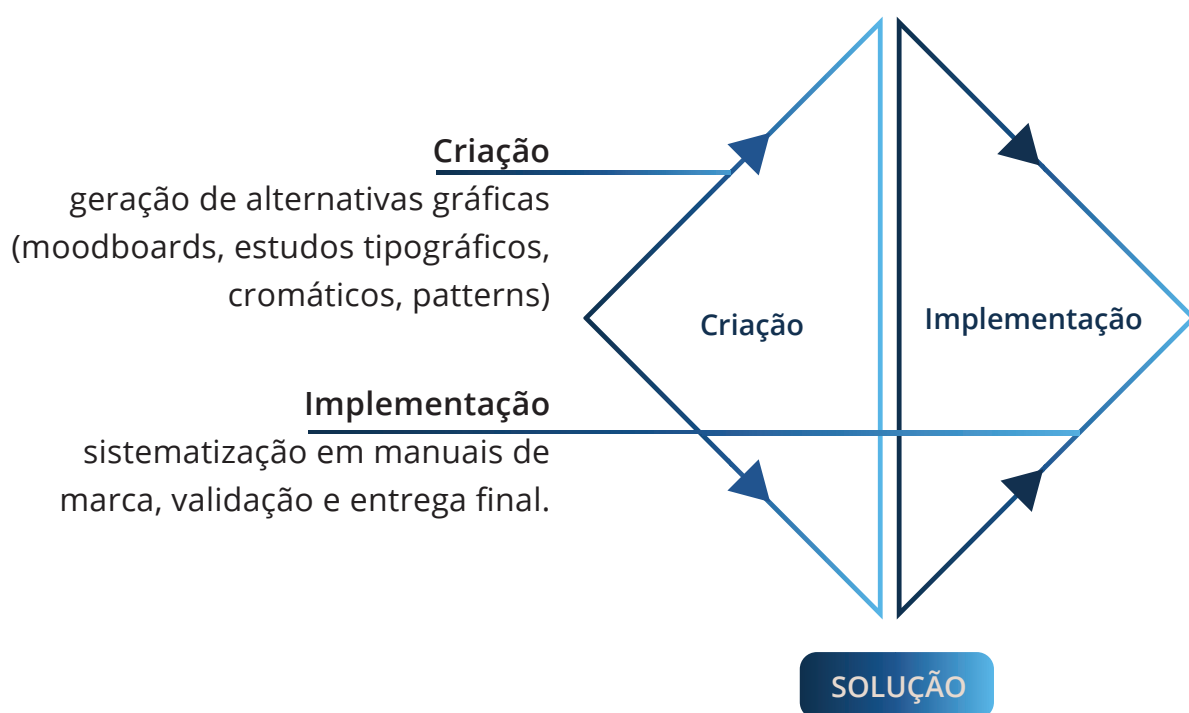 Criação
geração de alternativas gráficas
(moodboards, estudos tipográficos,
cromáticos, patterns)
Implementação
sistematização em manuais de
marca, validação e entrega final.
Criação
Implementação
SOLUÇÃO